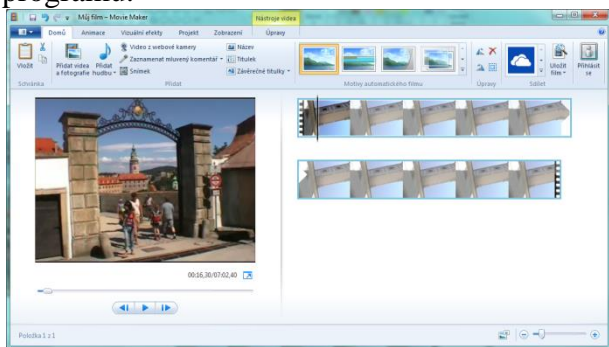 programu.
Můj film – Movie Maker
Nástroje videa
Domů Animace Vizuální efekty Projekt Zobrazení Úpravy
Vložit
Přidat videa a fotografie
Přidat hudbu
Video z webové kamery
Zaznamenat mluvený komentář
Snímek
Název
Titulek
Závěrečné titulky
Uložit film
Přihlásit se
Schránka Přidat Motivy automatického filmu Úpravy Sdílet
00:16,30/07:02,40
Položka 1 z 1